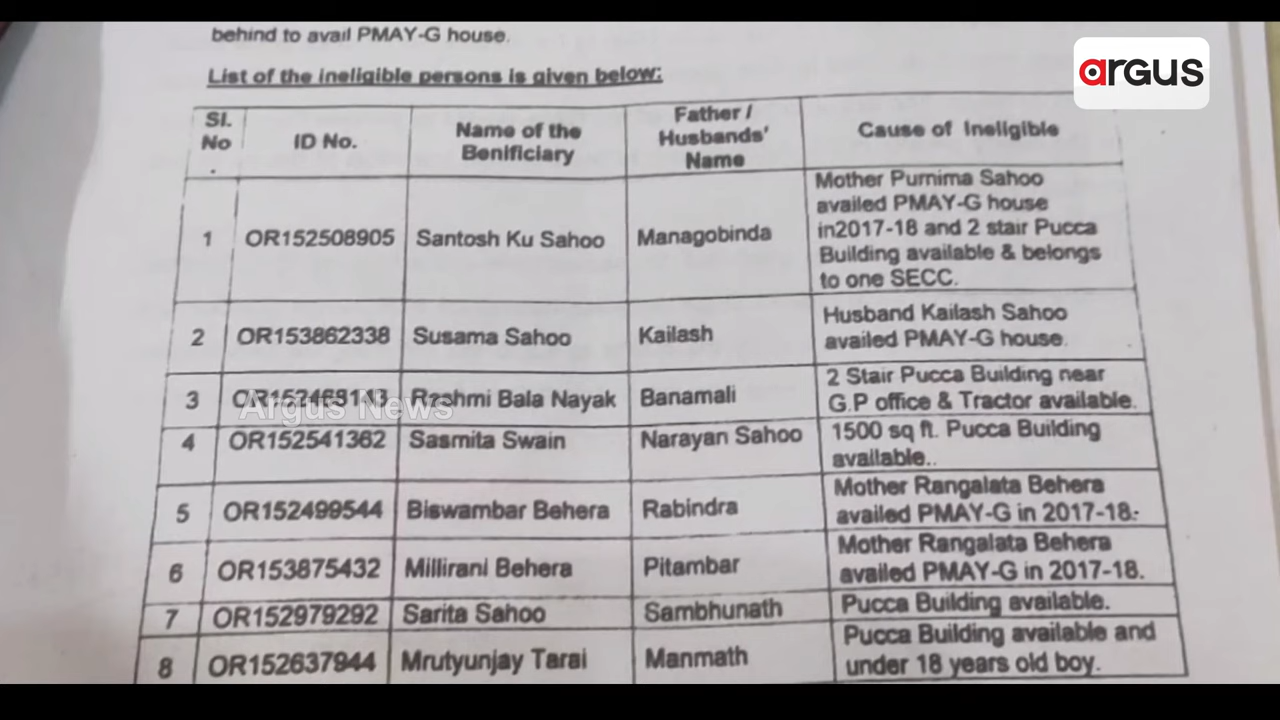 behind to avail PMAY-G house.
argus
List of the ineligible persons is given below:
Sl. No . ID No. Name of the Benificiary Father / Husbands' Name Cause of Ineligible
1 OR152508905 Santosh Ku Sahoo Managobinda Mother Purnima Sahoo
availed PMAY-G house
in2017-18 and 2 stair Pucca
Building available & belongs
to one SECC.
2 OR153862338 Susama Sahoo Kailash Husband Kailash Sahoo
availed PMAY-G house.
3 Bala Nayak Banamali 2 Stair Pucca Building near
G.P office & Tractor available.
Argus News
4 OR152541362 Sasmita Swain Narayan Sahoo 1500 sq ft. Pucca Building
available..
5 OR152499544 Biswambar Behera Rabindra Mother Rangalata Behera
availed PMAY-G in 2017-18.
6 OR153875432 Millirani Behera Pitambar Mother Rangalata Behera
availed PMAY-G in 2017-18.
7 OR152979292 Sarita Sahoo Sambhunath Pucca Building available.
8 OR152637944 Mrutyunjay Tarai Manmath Pucca Building available and
under 18 years old boy.